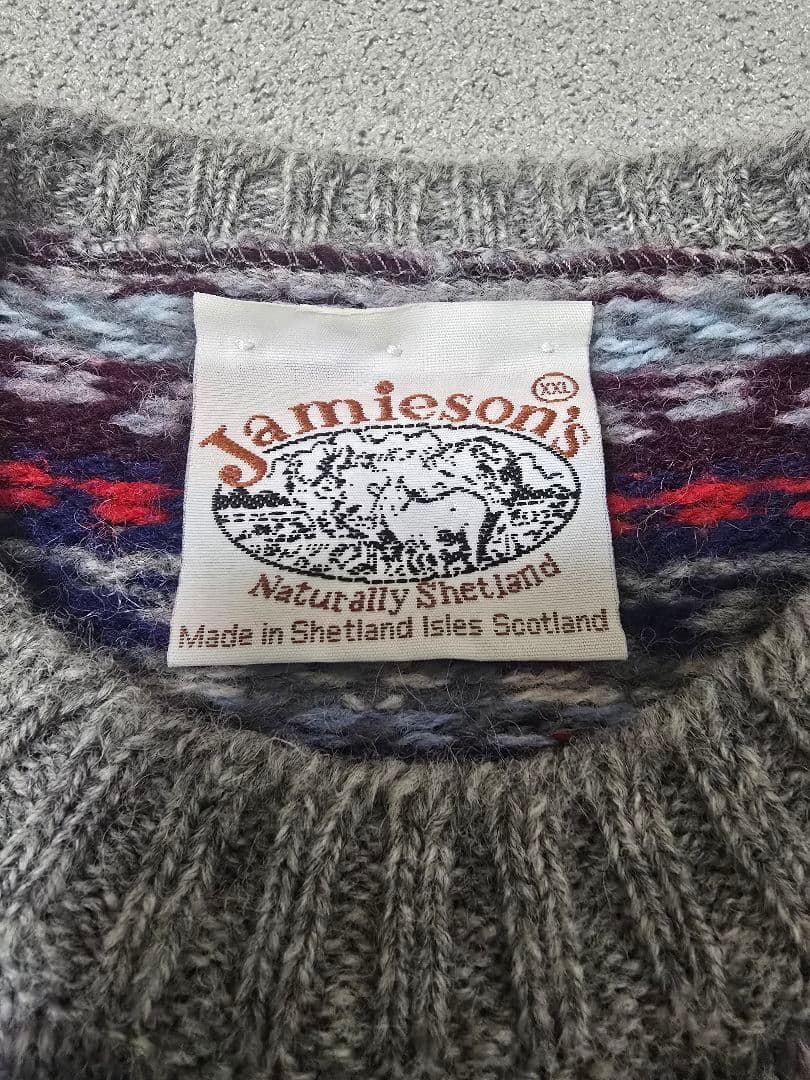 XXL
Jamieson's
Naturally Shetland
Made in Shetland Isles Scotland